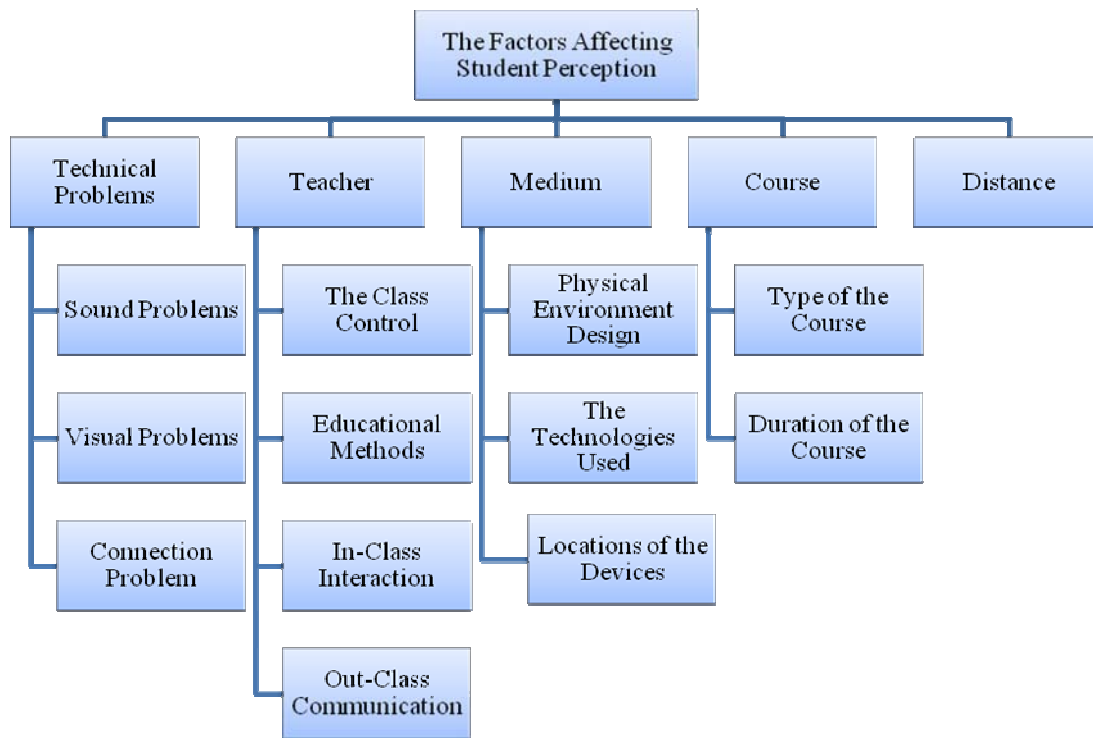 The Factors Affecting
Student Perception
Technical
Problems
Sound Problems
Visual Problems
Connection
Problem
Teacher
The Class
Control
Educational
Methods
In-Class
Interaction
Out-Class
Communication
Medium
Physical
Environment
Design
The
Technologies
Used
Locations of the
Devices
Course
Type of the
Course
Duration of the
Course
Distance